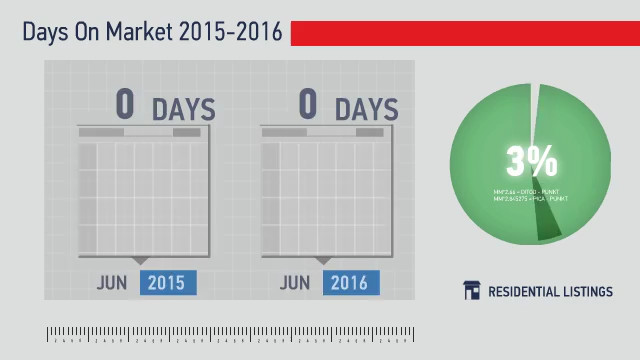 Days On Market 2015-2016
0 DAYS
0 DAYS
3%
JUN 2015
JUN 2016
RESIDENTIAL LISTINGS